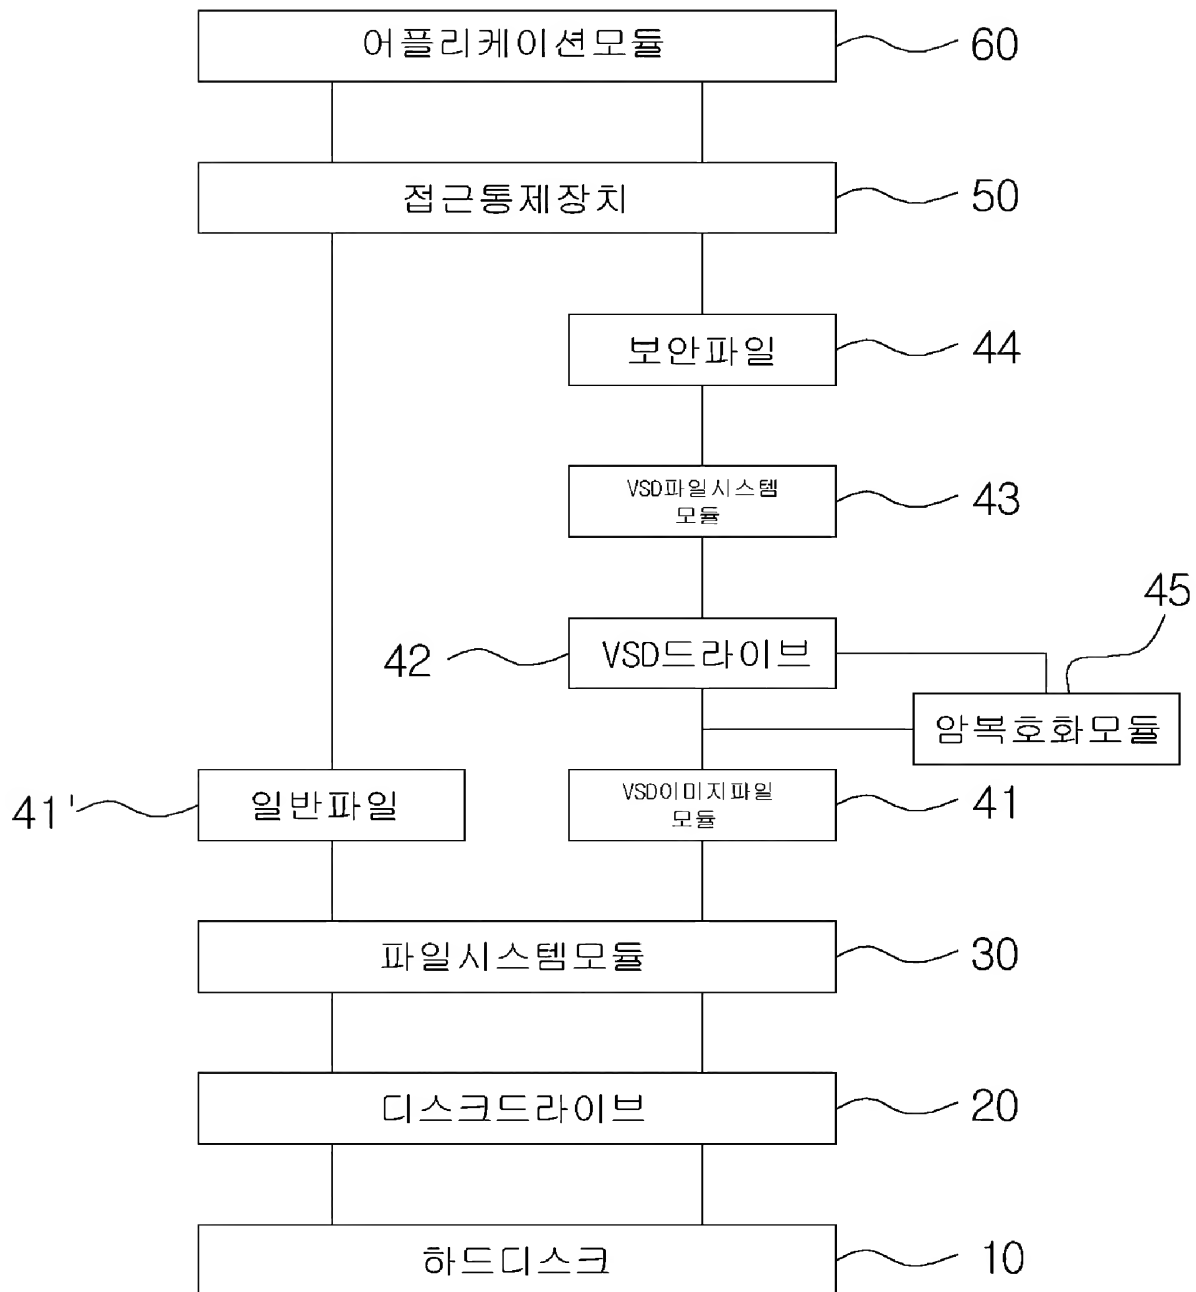 어플리케이션모듈
60
접근통제장치
50
보안파일
44
VSD파일시스템
모듈
43
45
42
VSD드라이브
암복호화모듈
41'
일반파일
VSD이미지파일
모듈
41
파일시스템모듈
30
디스크드라이브
20
하드디스크
10